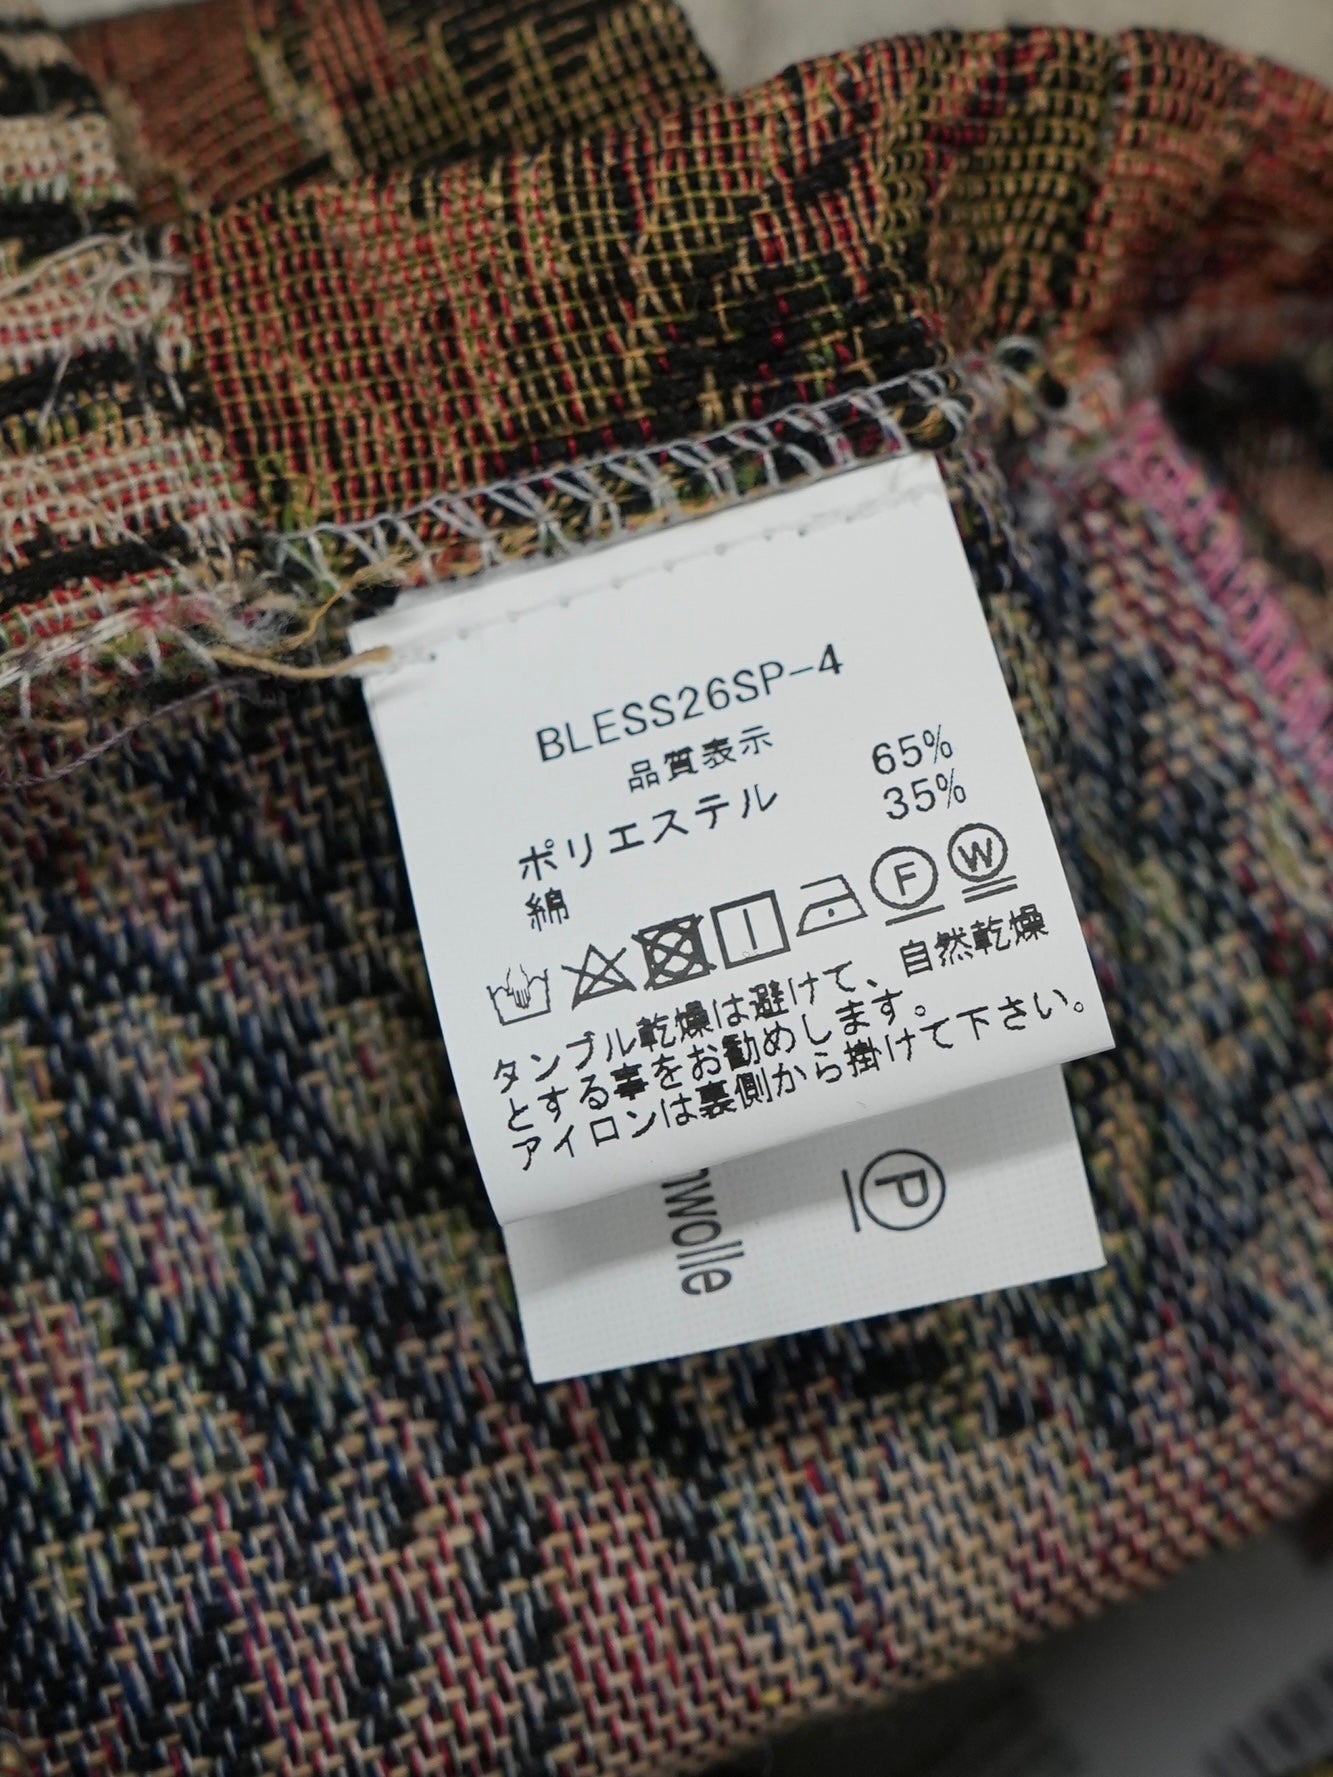 BLESS26SP-4
品質表示
ポリエステル 65%
綿 35%
F W
タンブル乾燥は避けて、自然乾燥
とする事をお勧めします。
アイロンは裏側から掛けて下さい。
P